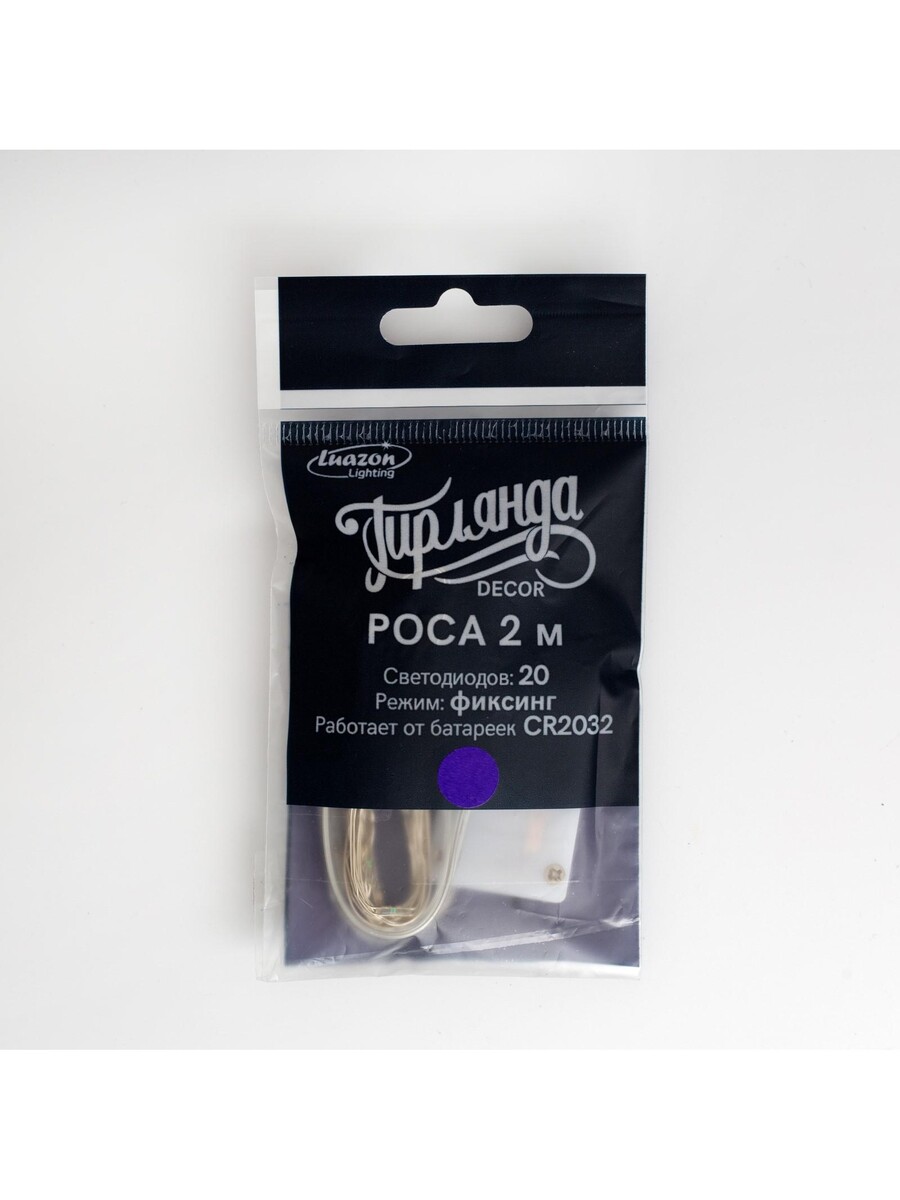 Luazon
Lighting
Гирлянда
DECOR
РОСА 2 м
Светодиодов: 20
Режим: фиксинг
Работает от батареек CR2032